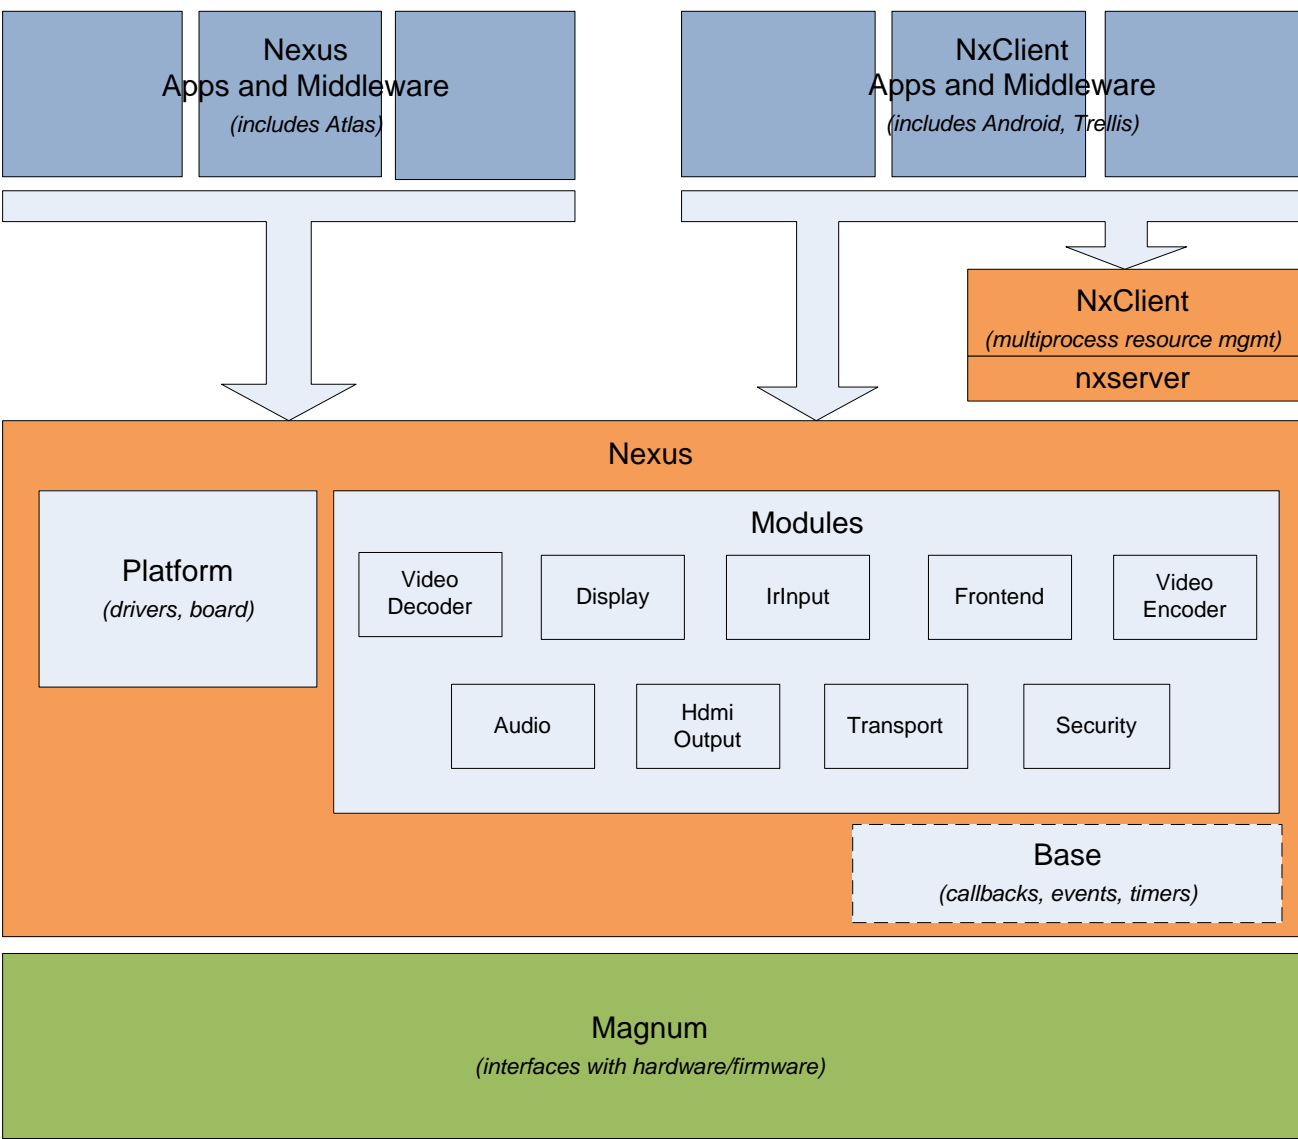 Nexus
Apps and Middleware
(includes Atlas)
NxClient
Apps and Middleware
(includes Android, Trellis)
NxClient
(multiprocess resource mgmt)
nxserver
Nexus
Platform
(drivers, board)
Modules
Video
Decoder
Display
IrInput
Frontend
Video
Encoder
Audio
Hdmi
Output
Transport
Security
Base
(callbacks, events, timers)
Magnum
(interfaces with hardware/firmware)